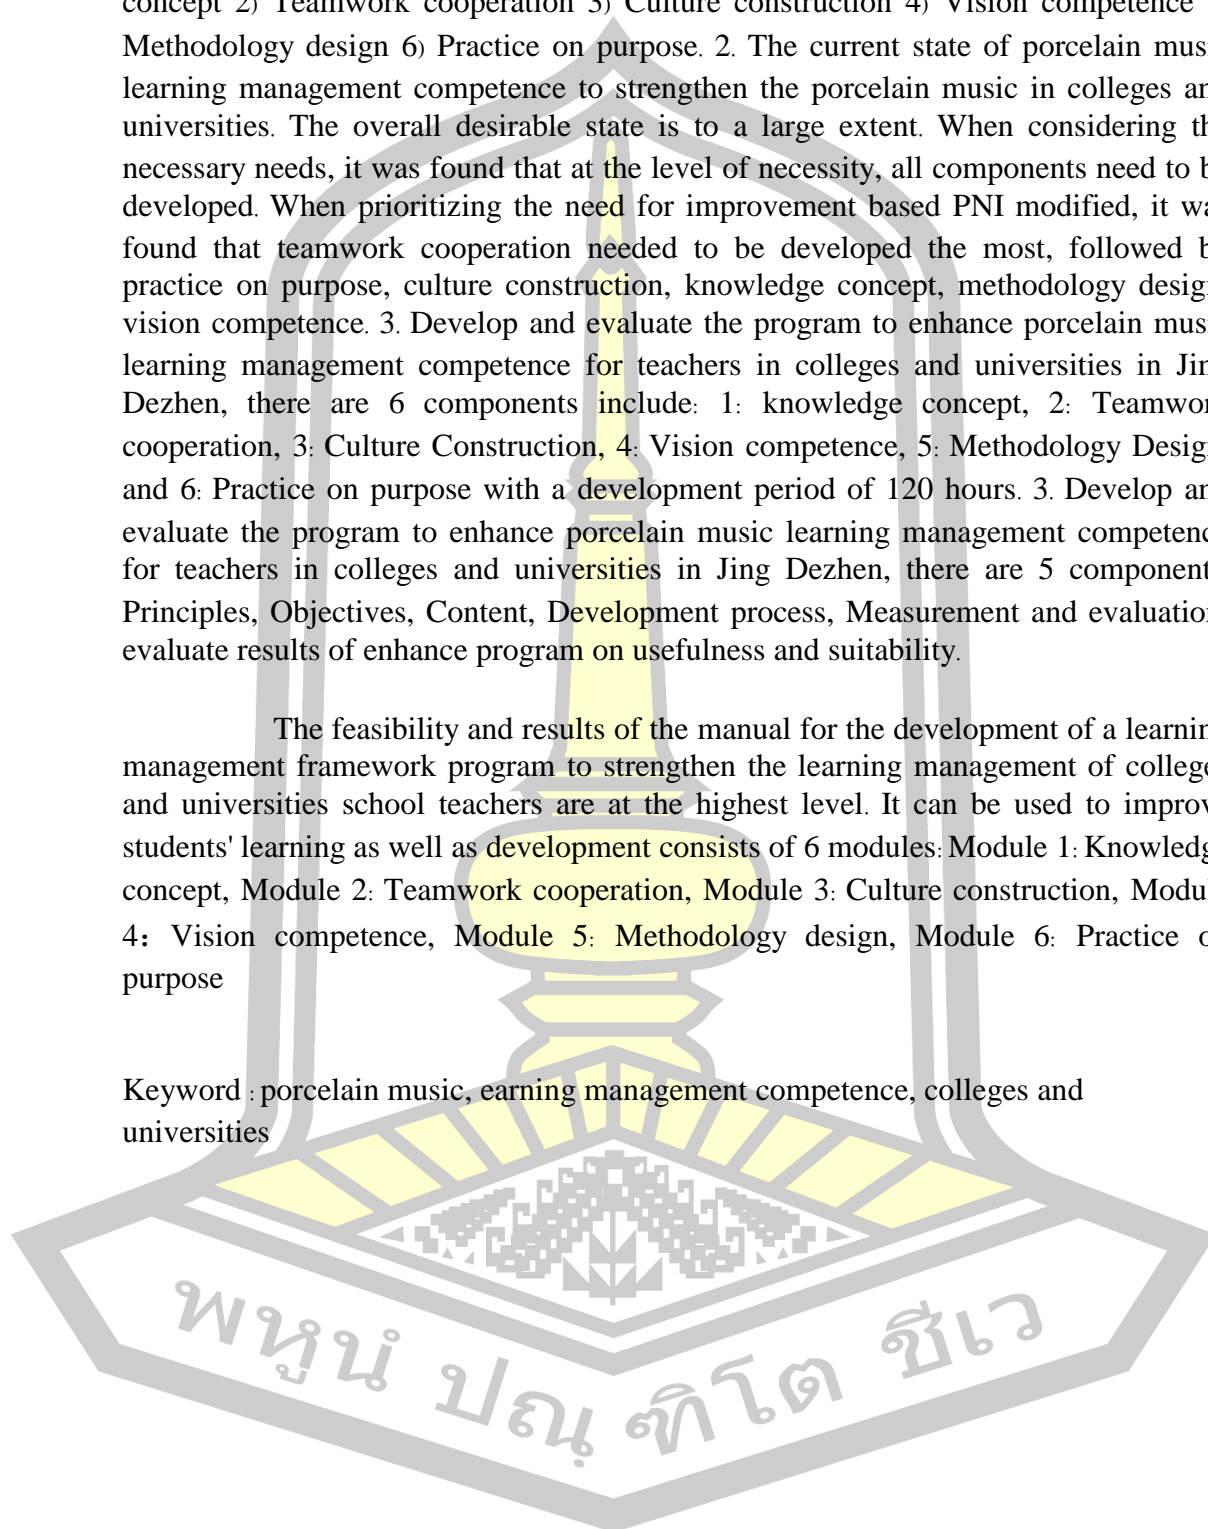 concept 2) Teamwork cooperation 3) Culture construction 4) Vision competence
Methodology design 6) Practice on purpose. 2. The current state of porcelain musi
learning management competence to strengthen the porcelain music in colleges an
universities. The overall desirable state is to a large extent. When considering th
necessary needs, it was found that at the level of necessity, all components need to b
developed. When prioritizing the need for improvement based PNI modified, it wa
found that teamwork cooperation needed to be developed the most, followed b
practice on purpose, culture construction, knowledge concept, methodology design
vision competence. 3. Develop and evaluate the program to enhance porcelain musi
learning management competence for teachers in colleges and universities in Jin
Dezhen, there are 6 components include: 1: knowledge concept, 2: Teamwor
cooperation, 3: Culture Construction, 4: Vision competence, 5: Methodology Desig
and 6: Practice on purpose with a development period of 120 hours. 3. Develop an
evaluate the program to enhance porcelain music learning management competenc
for teachers in colleges and universities in Jing Dezhen, there are 5 component
Principles, Objectives, Content, Development process, Measurement and evaluation
evaluate results of enhance program on usefulness and suitability.
The feasibility and results of the manual for the development of a learnin
management framework program to strengthen the learning management of college
and universities school teachers are at the highest level. It can be used to improv
students' learning as well as development consists of 6 modules: Module 1: Knowledg
concept, Module 2: Teamwork cooperation, Module 3: Culture construction, Modul
4：Vision competence, Module 5: Methodology design, Module 6: Practice o
purpose
Keyword : porcelain music, earning management competence, colleges and
universities
พหูนํ ปณฺฑิโต ชีเว